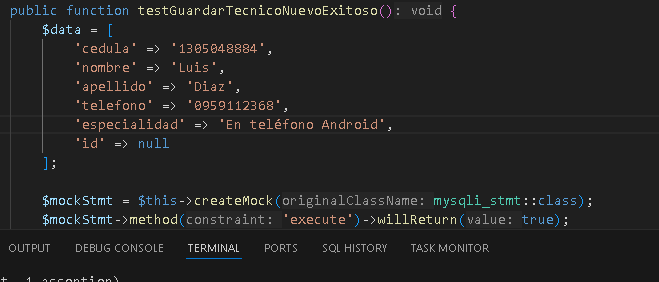 public function testGuardarTecnicoNuevoExitoso(): void {
$data = [
'cedula' => '1305048884',
'nombre' => 'Luis',
'apellido' => 'Diaz',
'telefono' => '0959112368',
'especialidad' => 'En teléfono Android',
'id' => null
];
$mockStmt = $this->createMock(originalClassName: mysqli_stmt::class);
$mockStmt->method(constraint: 'execute')->willReturn(value: true);
OUTPUT DEBUG CONSOLE TERMINAL PORTS SQL HISTORY TASK MONITOR
t, 1 assertion)